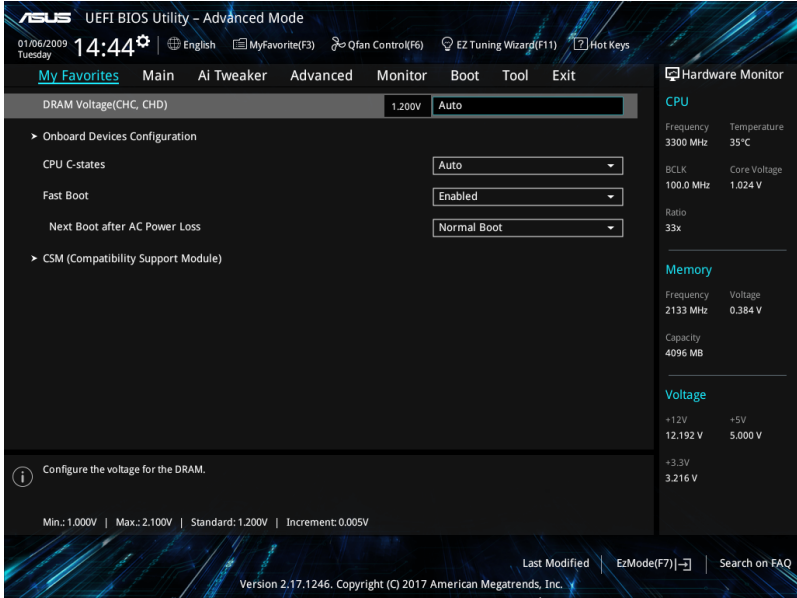 ASUS UEFI BIOS Utility – Advanced Mode
01/06/2009 Tuesday 14:44 English MyFavorite(F3) Qfan Control(F6) EZ Tuning Wizard(F11) ? Hot Keys
My Favorites Main Ai Tweaker Advanced Monitor Boot Tool Exit
DRAM Voltage(CHC, CHD) 1.200V Auto
> Onboard Devices Configuration
CPU C-states Auto
Fast Boot Enabled
Next Boot after AC Power Loss Normal Boot
> CSM (Compatibility Support Module)
Hardware Monitor
CPU
Frequency Temperature
3300 MHz 35°C
BCLK Core Voltage
100.0 MHz 1.024 V
Ratio
33x
Memory
Frequency Voltage
2133 MHz 0.384 V
Capacity
4096 MB
Voltage
+12V +5V
12.192 V 5.000 V
+3.3V
3.216 V
i Configure the voltage for the DRAM.
Min.: 1.000V | Max.: 2.100V | Standard: 1.200V | Increment: 0.005V
Last Modified EzMode(F7)|→] Search on FAQ
Version 2.17.1246. Copyright (C) 2017 American Megatrends, Inc.